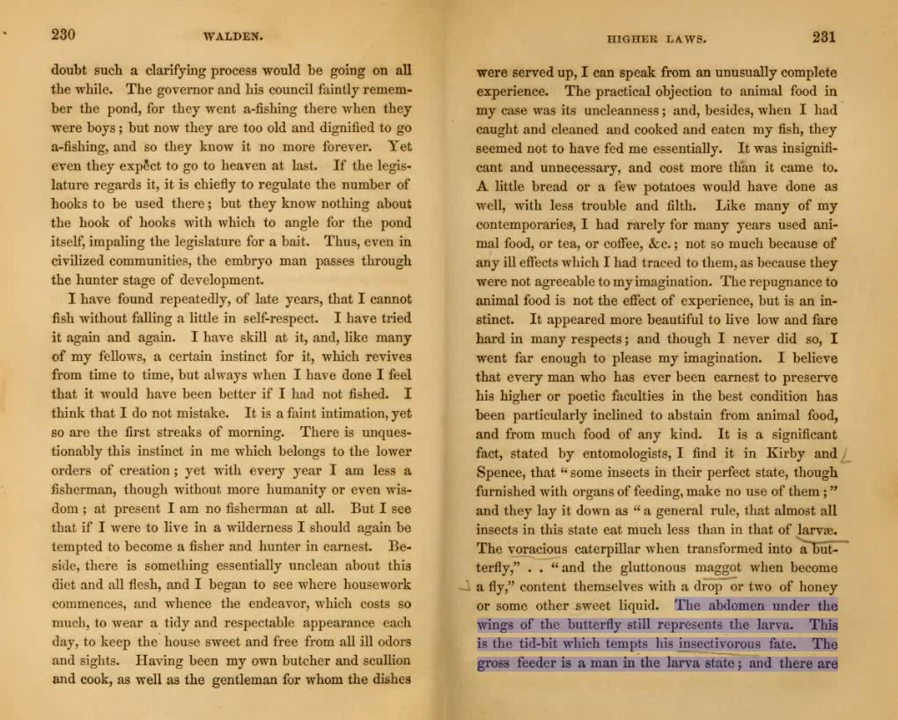 230
WALDEN.
doubt such a clarifying process would be going on all
the while. The governor and his council faintly remem-
ber the pond, for they went a-fishing there when they
were boys; but now they are too old and dignified to go
a-fishing, and so they know it no more forever. Yet
even they expect to go to heaven at last. If the legis-
lature regards it, it is chiefly to regulate the number of
hooks to be used there; but they know nothing about
the hook of hooks with which to angle for the pond
itself, impaling the legislature for a bait. Thus, even in
civilized communities, the embryo man passes through
the hunter stage of development.
I have found repeatedly, of late years, that I cannot
fish without falling a little in self-respect. I have tried
it again and again. I have skill at it, and, like many
of my fellows, a certain instinct for it, which revives
from time to time, but always when I have done I feel
that it would have been better if I had not fished. I
think that I do not mistake. It is a faint intimation, yet
so are the first streaks of morning. There is unques-
tionably this instinct in me which belongs to the lower
orders of creation; yet with every year I am less a
fisherman, though without more humanity or even wis-
dom; at present I am no fisherman at all. But I see
that if I were to live in a wilderness I should again be
tempted to become a fisher and hunter in earnest. Be-
side, there is something essentially unclean about this
diet and all flesh, and I began to see where housework
commences, and whence the endeavor, which costs so
much, to wear a tidy and respectable appearance each
day, to keep the house sweet and free from all ill odors
and sights. Having been my own butcher and scullion
and cook, as well as the gentleman for whom the dishes
HIGHER LAWS.
231
were served up, I can speak from an unusually complete
experience. The practical objection to animal food in
my case was its uncleanness; and, besides, when I had
caught and cleaned and cooked and eaten my fish, they
seemed not to have fed me essentially. It was insignifi-
cant and unnecessary, and cost more than it came to.
A little bread or a few potatoes would have done as
well, with less trouble and filth. Like many of my
contemporaries, I had rarely for many years used ani-
mal food, or tea, or coffee, &c.; not so much because of
any ill effects which I had traced to them, as because they
were not agreeable to my imagination. The repugnance to
animal food is not the effect of experience, but is an in-
stinct. It appeared more beautiful to live low and fare
hard in many respects; and though I never did so, I
went far enough to please my imagination. I believe
that every man who has ever been earnest to preserve
his higher or poetic faculties in the best condition has
been particularly inclined to abstain from animal food,
and from much food of any kind. It is a significant
fact, stated by entomologists, I find it in Kirby and
Spence, that "some insects in their perfect state, though
furnished with organs of feeding, make no use of them;"
and they lay it down as "a general rule, that almost all
insects in this state eat much less than in that of larvæ.
The voracious caterpillar when transformed into a but-
terfly," . . "and the gluttonous maggot when become
a fly," content themselves with a drop or two of honey
or some other sweet liquid. The abdomen under the
wings of the butterfly still represents the larva. This
is the tid-bit which tempts his insectivorous fate. The
gross feeder is a man in the larva state; and there are